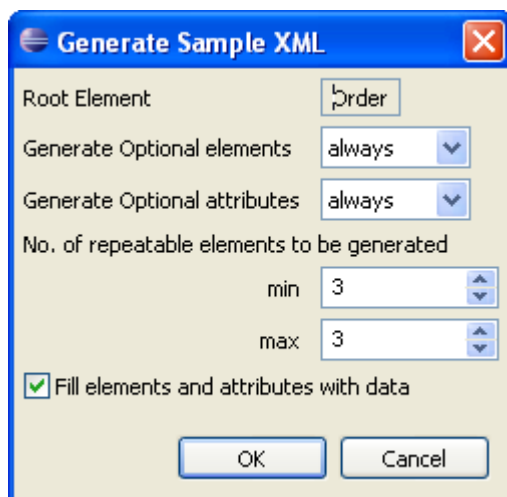 Generate Sample XML
Root Element Order
Generate Optional elements always
Generate Optional attributes always
No. of repeatable elements to be generated
min 3
max 3
Fill elements and attributes with data
OK Cancel